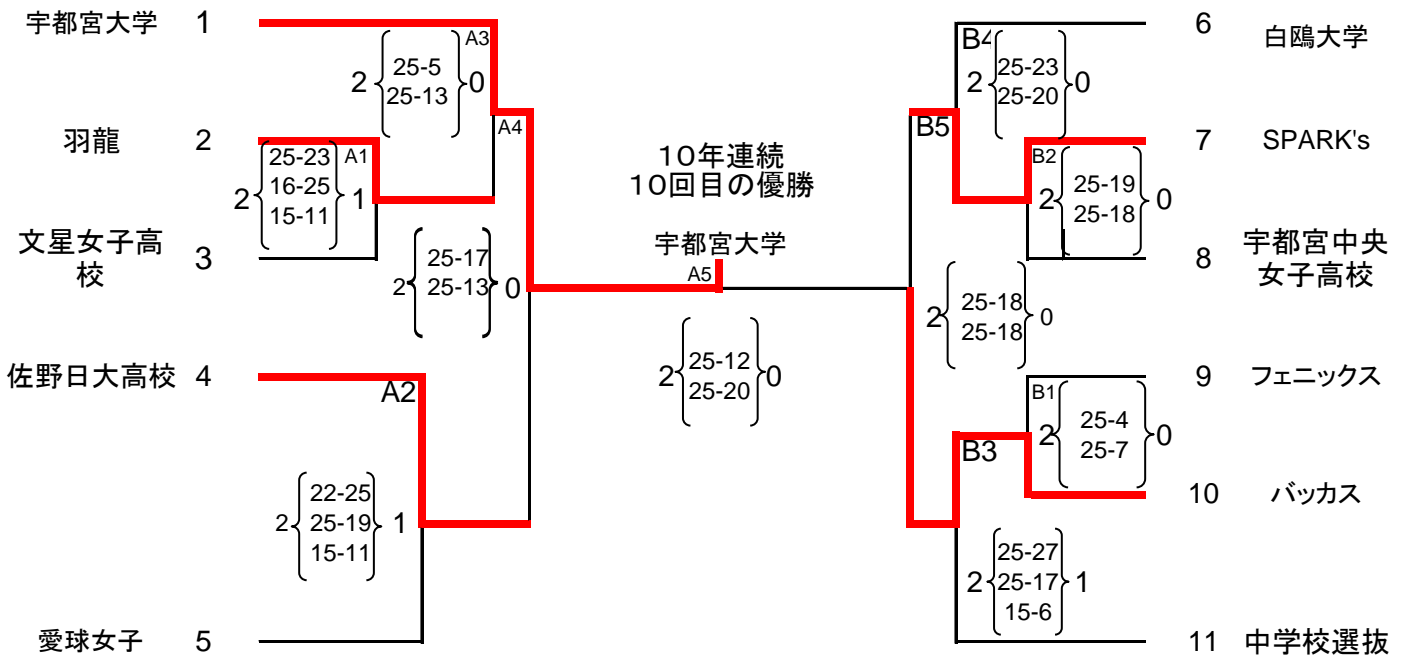 宇都宮大学 1
A3
25-5
2 0
25-13
羽龍 2
A4
A1
25-23
2 16-25 1
15-11
文星女子高
校
3
25-17
2 25-13 0
佐野日大高校 4
A2
22-25
2 25-19 1
15-11
愛球女子 5
10年連続
10回目の優勝
宇都宮大学
A5
25-12
2 0
25-20
6 白鴎大学
B4
25-23
2 0
25-20
B5
7 SPARK's
B2
25-19
2 0
25-18
8
宇都宮中央
女子高校
25-18
2 0
25-18
9 フェニックス
B1
25-4
2 0
25-7
B3
10 バッカス
25-27
2 25-17 1
15-6
11 中学校選抜